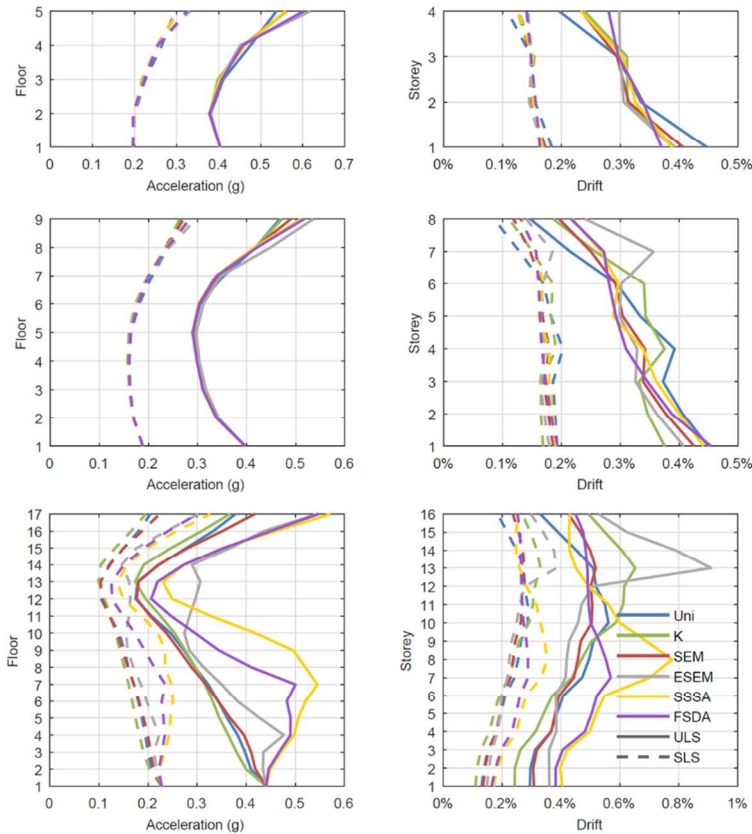 5
4
3
2
1
Floor
0 0.1 0.2 0.3 0.4 0.5 0.6 0.7
Acceleration (g)
4
3
2
1
Storey
0% 0.1% 0.2% 0.3% 0.4% 0.5%
Drift
9
8
7
6
5
4
3
2
1
Floor
0 0.1 0.2 0.3 0.4 0.5 0.6
Acceleration (g)
8
7
6
5
4
3
2
1
Storey
0% 0.1% 0.2% 0.3% 0.4% 0.5%
Drift
17
16
15
14
13
12
11
10
9
8
7
6
5
4
3
2
1
Floor
0 0.1 0.2 0.3 0.4 0.5 0.6
Acceleration (g)
16
15
14
13
12
11
10
9
8
7
6
5
4
3
2
1
Storey
0% 0.2% 0.4% 0.6% 0.8% 1%
Drift
Uni
K
SEM
ESEM
SSSA
FSDA
ULS
SLS